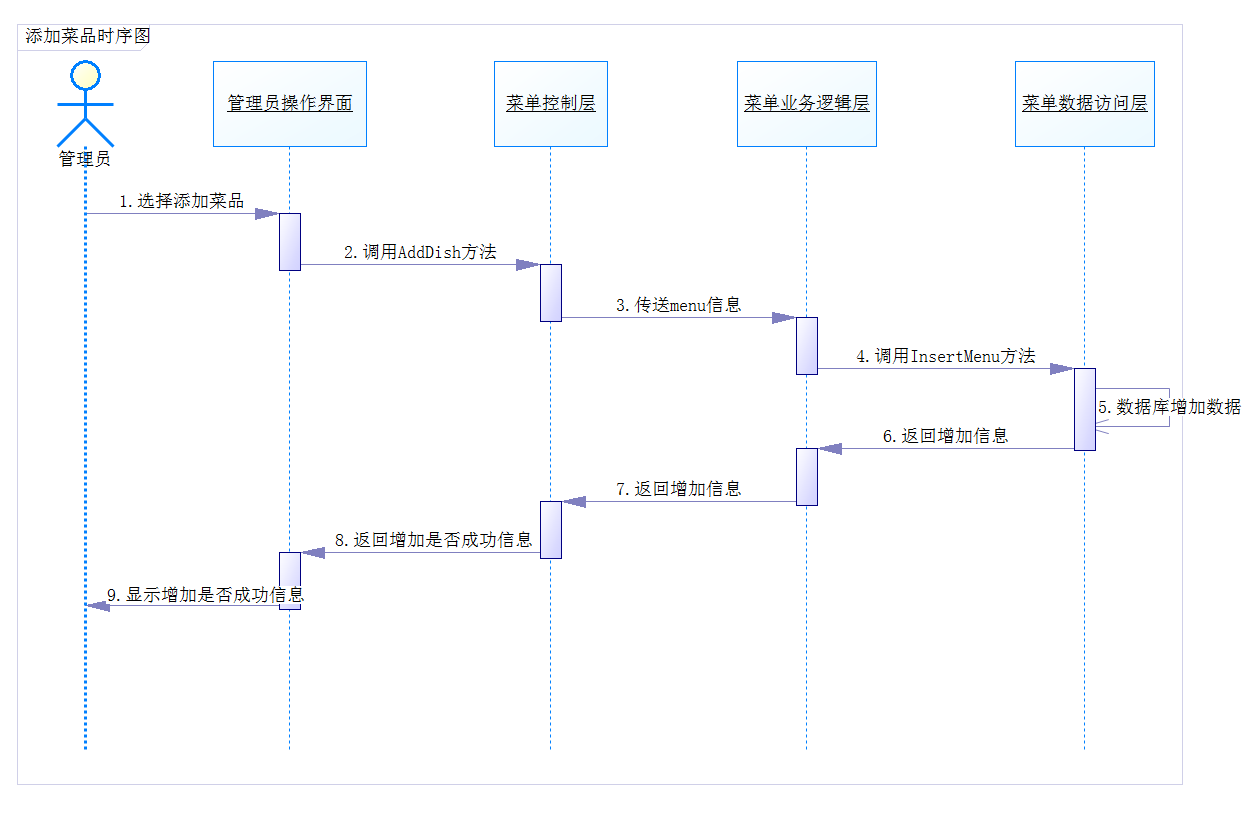 添加菜品时序图
管理员操作界面
菜单控制层
菜单业务逻辑层
菜单数据访问层
管理员
1.选择添加菜品
2.调用AddDish方法
3.传送menu信息
4.调用InsertMenu方法
5.数据库增加数据
6.返回增加信息
7.返回增加信息
8.返回增加是否成功信息
9.显示增加是否成功信息